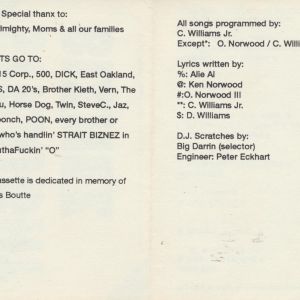 Special thanx to:
lmighty, Moms & all our families
TS GO TO:
15 Corp., 500, DICK, East Oakland,
S, DA 20's, Brother Kieth, Vern, The
u, Horse Dog, Twin, SteveC., Jaz,
oonch, POON, every brother or
who's handlin' STRAIT BIZNEZ in
uthaFuckin' "O"
assette is dedicated in memory of
s Boutte
All songs programmed by:
C. Williams Jr.
Except*: O. Norwood / C. Willi
Lyrics written by:
%: Alie Al
@: Ken Norwood
#:O. Norwood III
**: C. Williams Jr.
$: D. Williams
D.J. Scratches by:
Big Darrin (selector)
Engineer: Peter Eckhart